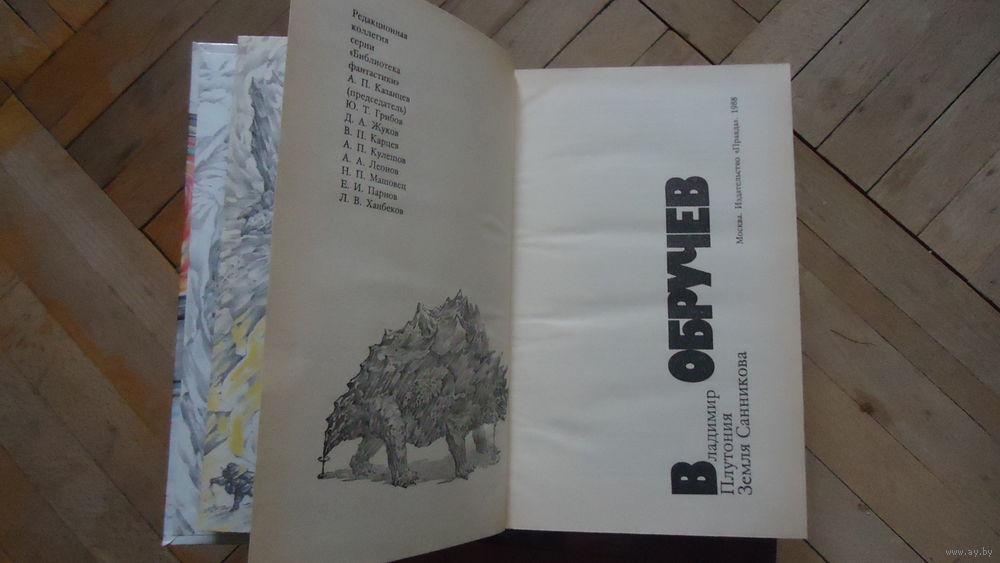 Редакционная
коллегия
серии
«Библиотека
фантастики»
А. П. Казанцев
(председатель)
Ю. Т. Грибов
Д. А. Жуков
В. П. Карцев
А. П. Кулешов
А. А. Леонов
Н. П. Машовец
Е. И. Парнов
Л. В. Ханбеков
Владимир
ОБРУЧЕВ
Плутония
Земля Санникова
Москва. Издательство «Правда». 1988
www.ay.by